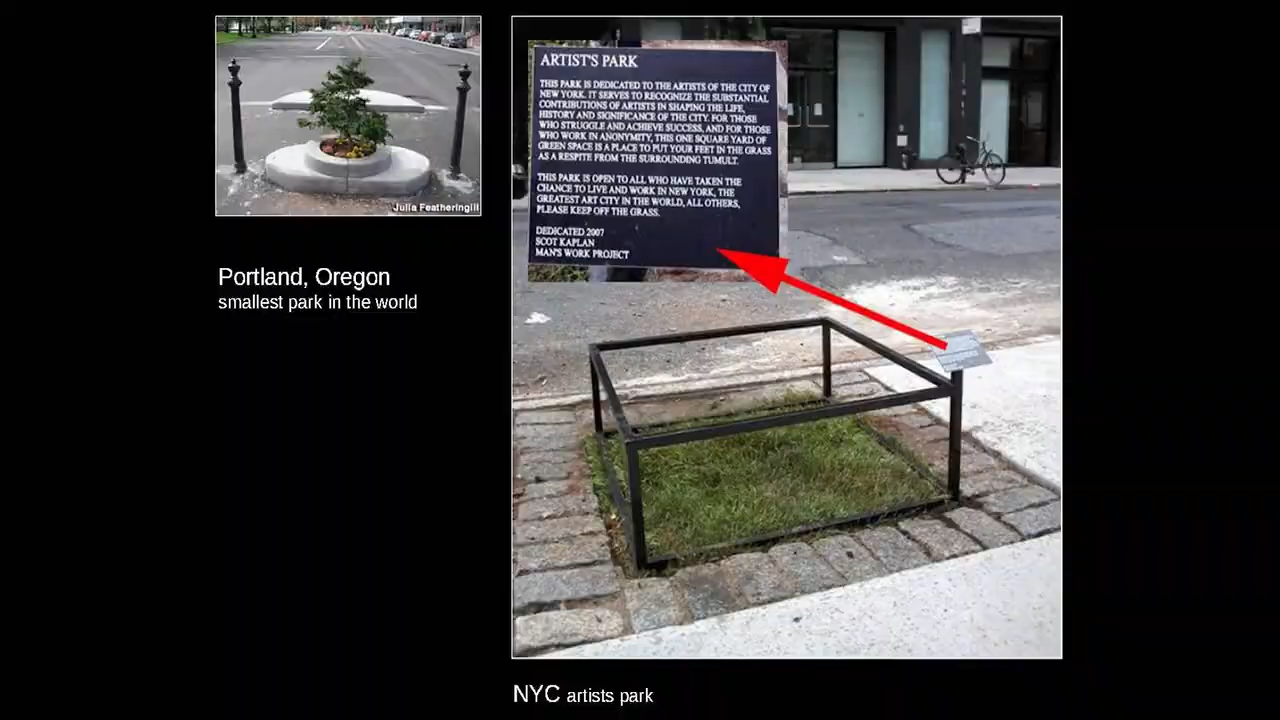 Julia Featheringill
Portland, Oregon
smallest park in the world
ARTIST'S PARK
THIS PARK IS DEDICATED TO THE ARTISTS OF THE CITY OF
NEW YORK. IT SERVES TO RECOGNIZE THE SUBSTANTIAL
CONTRIBUTIONS OF ARTISTS IN SHAPING THE LIFE,
HISTORY AND SIGNIFICANCE OF THE CITY. FOR THOSE
WHO STRUGGLE AND ACHIEVE SUCCESS, AND FOR THOSE
WHO WORK IN ANONYMITY, THIS ONE SQUARE YARD OF
GREEN SPACE IS A PLACE TO PUT YOUR FEET IN THE GRASS
AS A RESPITE FROM THE SURROUNDING TUMULT.
THIS PARK IS OPEN TO ALL WHO HAVE TAKEN THE
CHANCE TO LIVE AND WORK IN NEW YORK, THE
GREATEST ART CITY IN THE WORLD, ALL OTHERS,
PLEASE KEEP OFF THE GRASS.
DEDICATED 2007
SCOT KAPLAN
MAN'S WORK PROJECT
NYC artists park